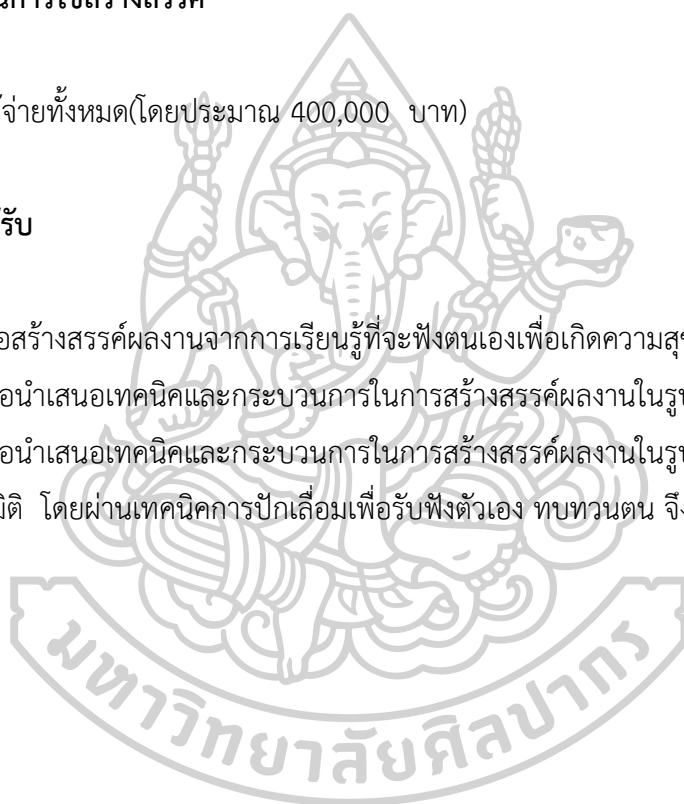 นการใช้สร้างสรรค์
จ่ายทั้งหมด(โดยประมาณ 400,000 บาท)
รับ
อสร้างสรรค์ผลงานจากการเรียนรู้ที่จะฟังตนเองเพื่อเกิดความสุข
อนำเสนอเทคนิคและกระบวนการในการสร้างสรรค์ผลงานในรูป
อนำเสนอเทคนิคและกระบวนการในการสร้างสรรค์ผลงานในรูป
มิติ โดยผ่านเทคนิคการปักเลื่อมเพื่อรับฟังตัวเอง ทบทวนตน จึง
มหาวิทยาลัยศิลปากร